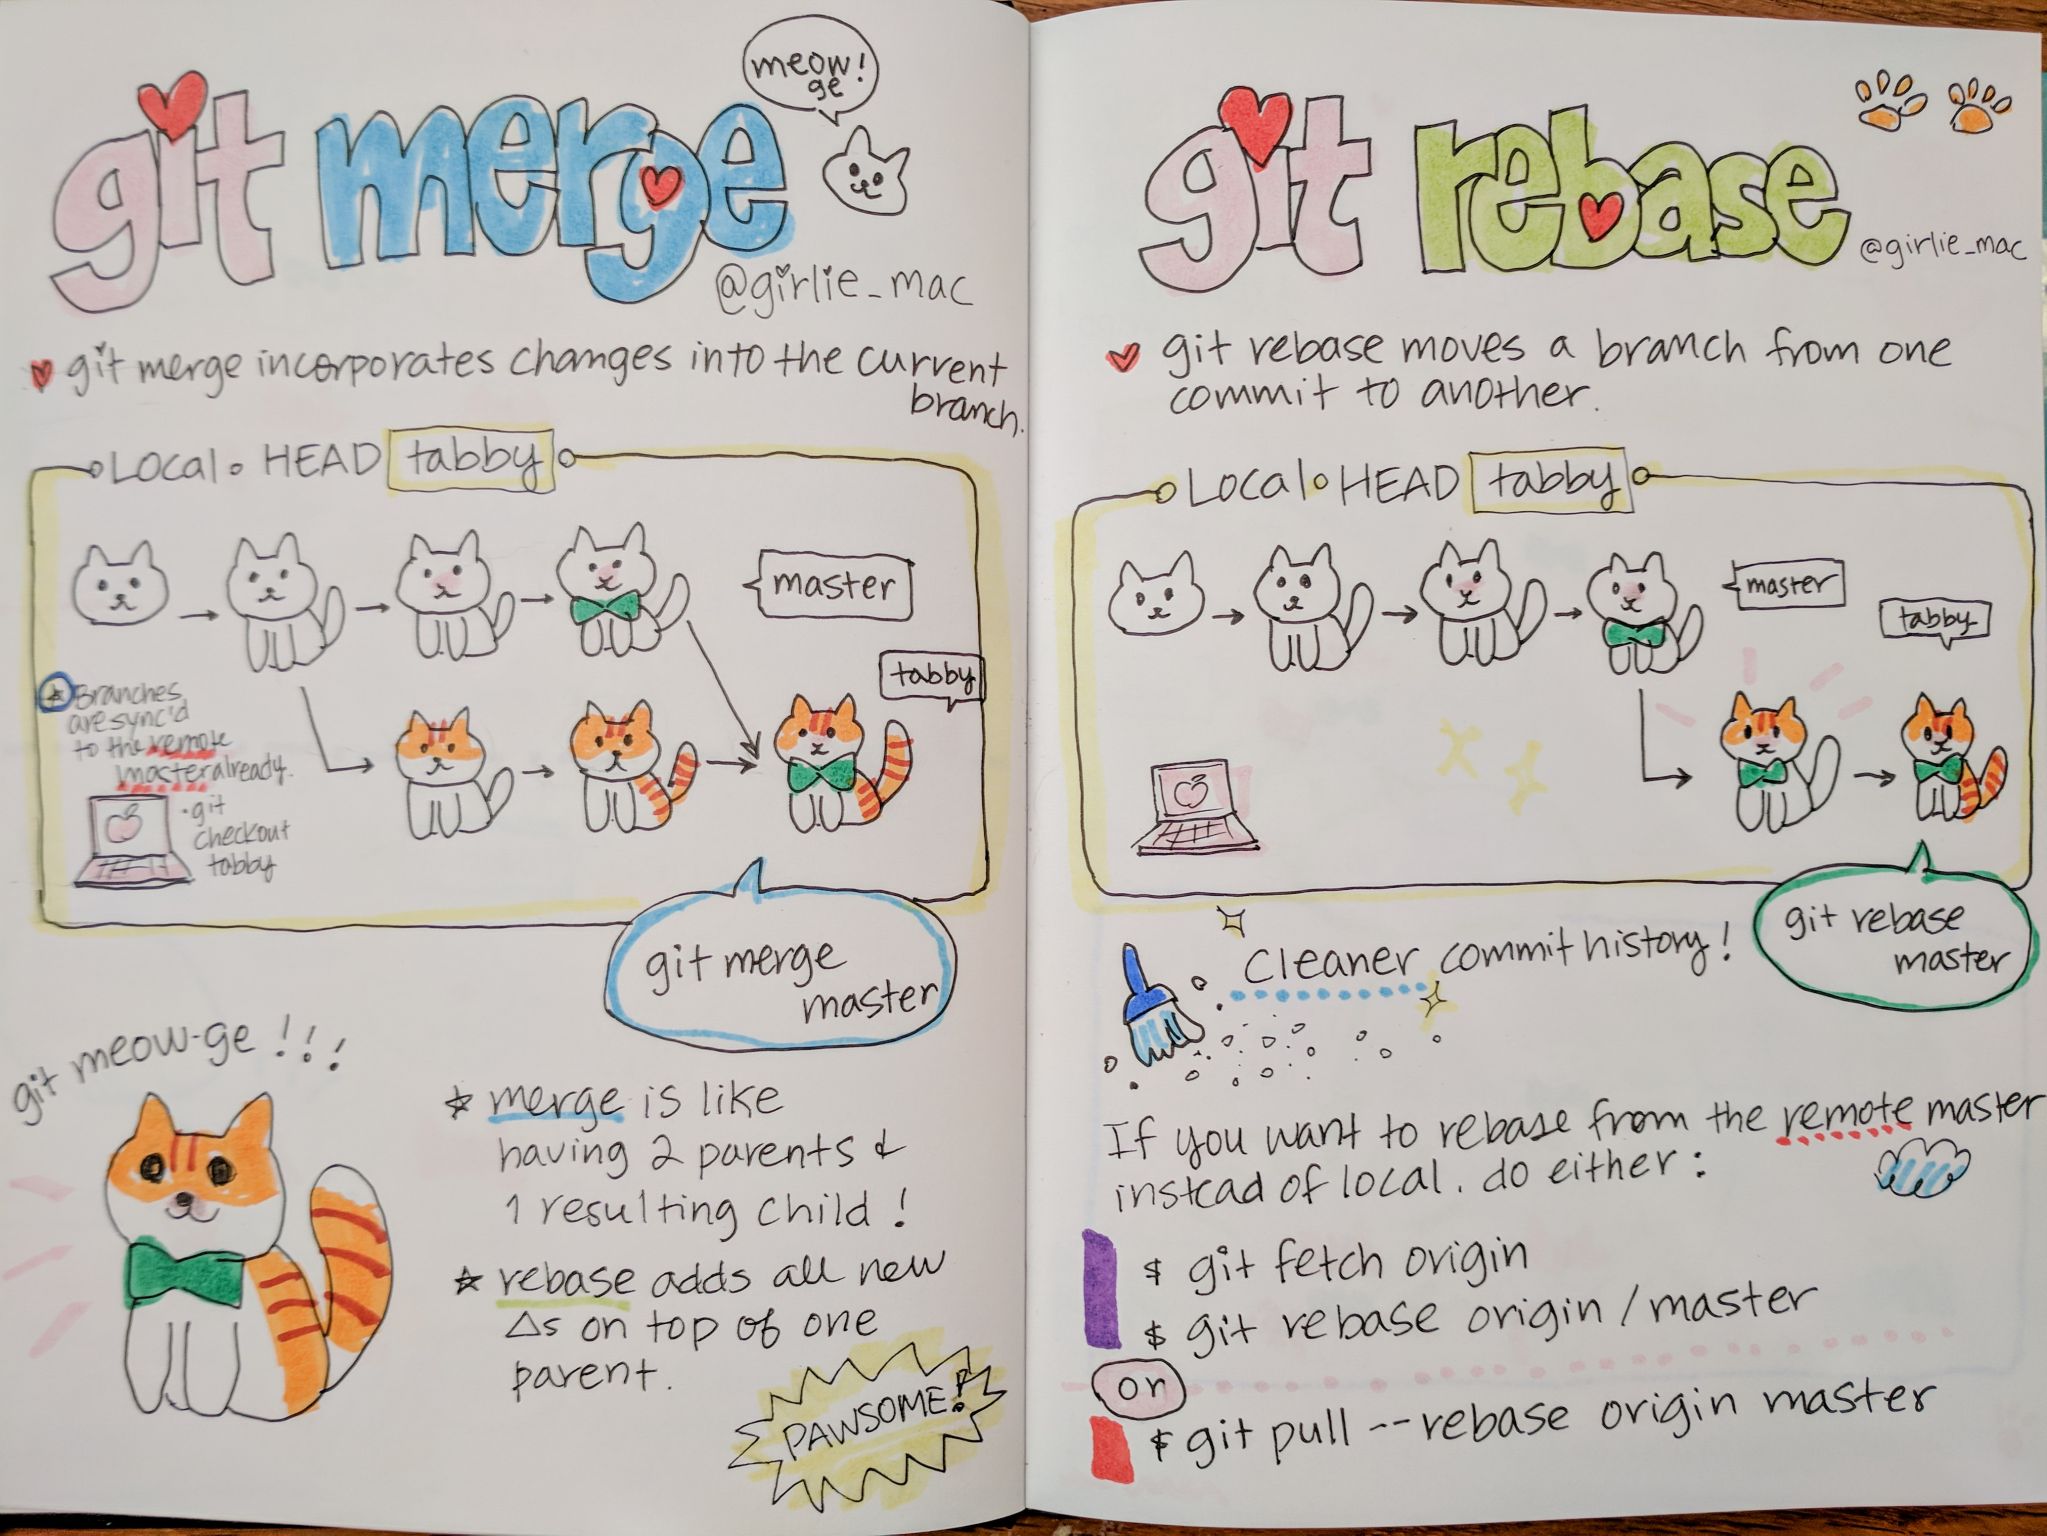 git merge
meow!
ge
@girlie_mac
git merge incorporates changes into the current
branch.
Local • HEAD tabby
master
tabby
☆ Branches
are sync'd
to the remote
master already.
• git
checkout
tabby
git merge
master
git meow-ge!!!
☆ merge is like
having 2 parents &
1 resulting child!
☆ rebase adds all new
△s on top of one
parent.
PAWSOME!
git rebase
@girlie_mac
git rebase moves a branch from one
commit to another.
Local • HEAD tabby
master
tabby
git rebase
master
cleaner commit history!
If you want to rebase from the remote master
instead of local. do either:
$ git fetch origin
$ git rebase origin/master
or
$ git pull --rebase origin master